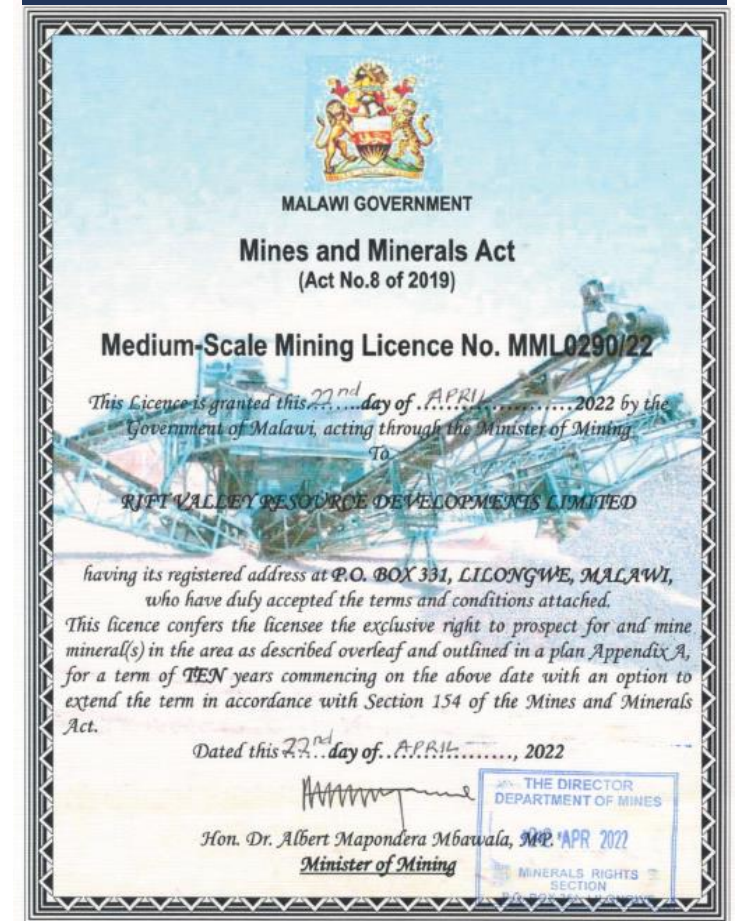 MALAWI GOVERNMENT
Mines and Minerals Act
(Act No.8 of 2019)
Medium-Scale Mining Licence No. MML0290/22
This Licence is granted this 22nd day of APRIL 2022 by the
Government of Malawi, acting through the Minister of Mining
To
RIFT VALLEY RESOURCE DEVELOPMENTS LIMITED
having its registered address at P.O. BOX 331, LILONGWE, MALAWI,
who have duly accepted the terms and conditions attached.
This licence confers the licensee the exclusive right to prospect for and mine
mineral(s) in the area as described overleaf and outlined in a plan Appendix A,
for a term of TEN years commencing on the above date with an option to
extend the term in accordance with Section 154 of the Mines and Minerals
Act.
Dated this 22nd day of APRIL, 2022
Hon. Dr. Albert Mapondera Mbawala, MP.
Minister of Mining
THE DIRECTOR
DEPARTMENT OF MINES
APR 2022
MINERALS RIGHTS
SECTION